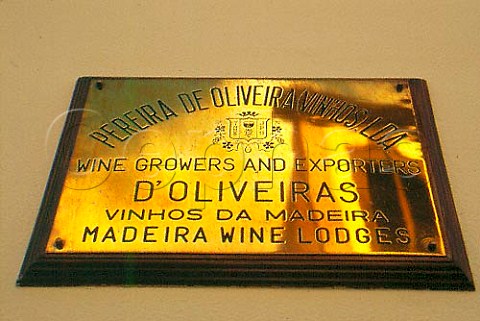 PEREIRA DE OLIVEIRA VINHOS, LDA
WINE GROWERS AND EXPORTERS
D'OLIVEIRAS
VINHOS DA MADEIRA
MADEIRA WINE LODGES